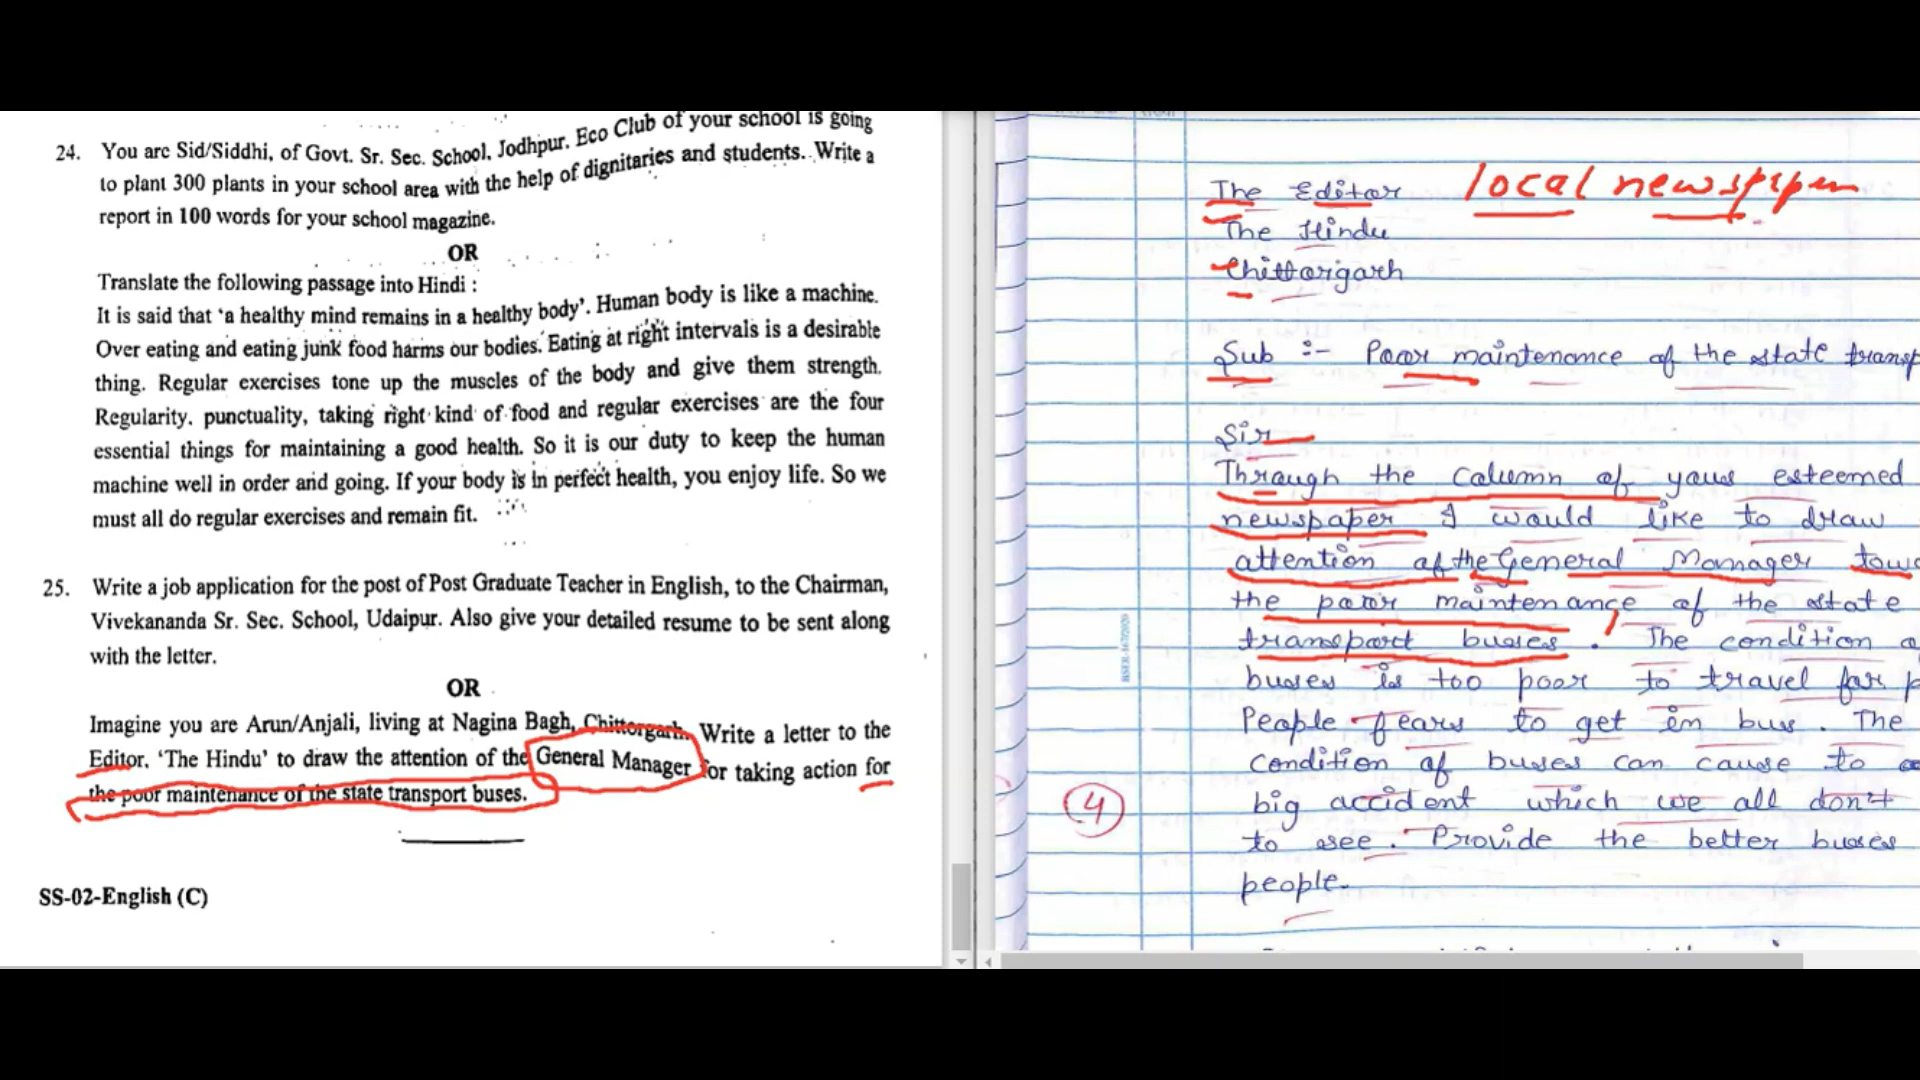 24. You are Sid/Siddhi, of Govt. Sr. Sec. School, Jodhpur. Eco Club of your school is going
to plant 300 plants in your school area with the help of dignitaries and students. Write a
report in 100 words for your school magazine.
OR
Translate the following passage into Hindi :
It is said that ‘a healthy mind remains in a healthy body’. Human body is like a machine.
Over eating and eating junk food harms our bodies. Eating at right intervals is a desirable
thing. Regular exercises tone up the muscles of the body and give them strength.
Regularity, punctuality, taking right kind of food and regular exercises are the four
essential things for maintaining a good health. So it is our duty to keep the human
machine well in order and going. If your body is in perfect health, you enjoy life. So we
must all do regular exercises and remain fit.
25. Write a job application for the post of Post Graduate Teacher in English, to the Chairman,
Vivekananda Sr. Sec. School, Udaipur. Also give your detailed resume to be sent along
with the letter.
OR
Imagine you are Arun/Anjali, living at Nagina Bagh, Chittorgarh. Write a letter to the
Editor, ‘The Hindu’ to draw the attention of the General Manager for taking action for
the poor maintenance of the state transport buses.
SS-02-English (C)
The Editor local newspaper
The Hindu
Chittorgarh
Sub :- Poor maintenance of the state transp
Sir
Through the column of your esteemed
newspaper I would like to draw
attention of the General Manager towa
the poor maintenance of the state
transport buses. The condition o
buses is too poor to travel for p
People fears to get in bus. The
condition of buses can cause to a
big accident which we all don't
to see. Provide the better buses
people.
4